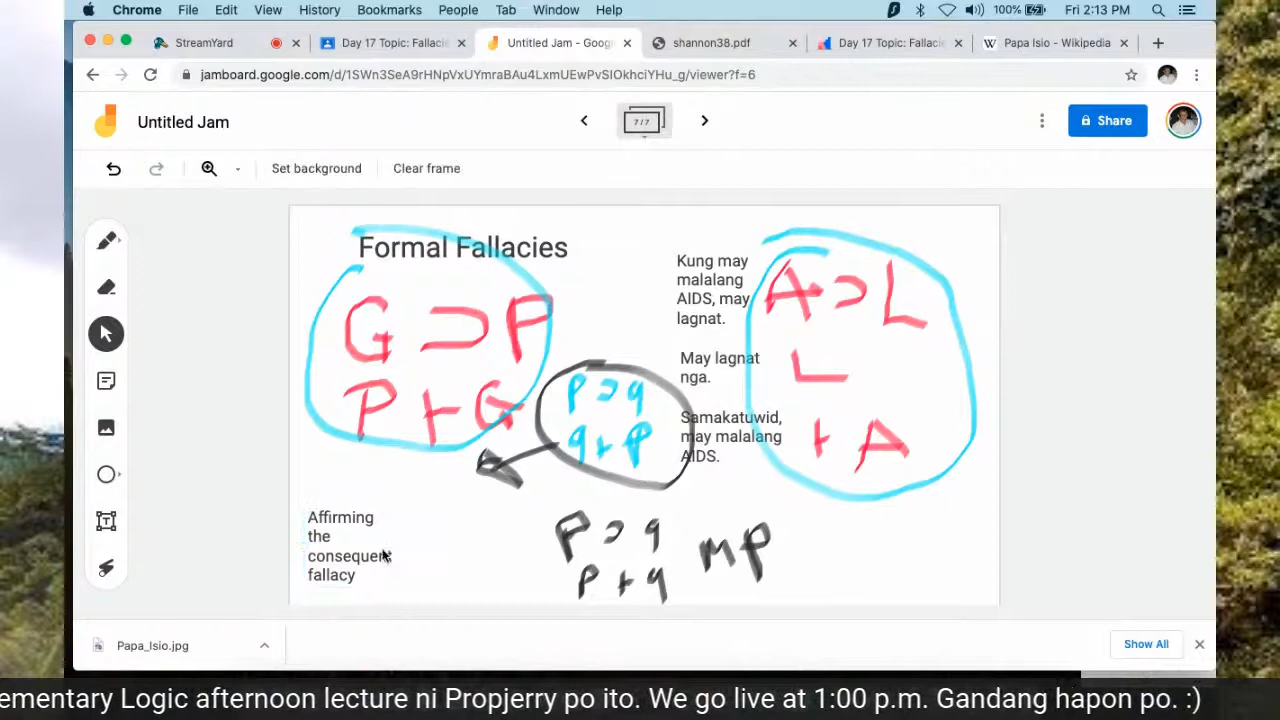 Chrome File Edit View History Bookmarks People Tab Window Help 100% Fri 2:13 PM
StreamYard Day 17 Topic: Fallacie Untitled Jam - Goog shannon38.pdf Day 17 Topic: Fallacie Papa Isio - Wikipedia
jamboard.google.com/d/1SWn3SeA9rHNpVxUYmraBAu4LxmUEwPvSIOkhciYHu_g/viewer?f=6
Untitled Jam
7/7
Share
Set background Clear frame
Formal Fallacies
G ⊃ P
P ⊢ G
p ⊃ q
q ⊢ p
Kung may
malalang
AIDS, may
lagnat.
May lagnat
nga.
Samakatuwid,
may malalang
AIDS.
A ⊃ L
L
⊢ A
Affirming
the
consequent
fallacy
P ⊃ q
P ⊢ q
MP
Papa_Isio.jpg
Show All
ementary Logic afternoon lecture ni Propjerry po ito. We go live at 1:00 p.m. Gandang hapon po. :)